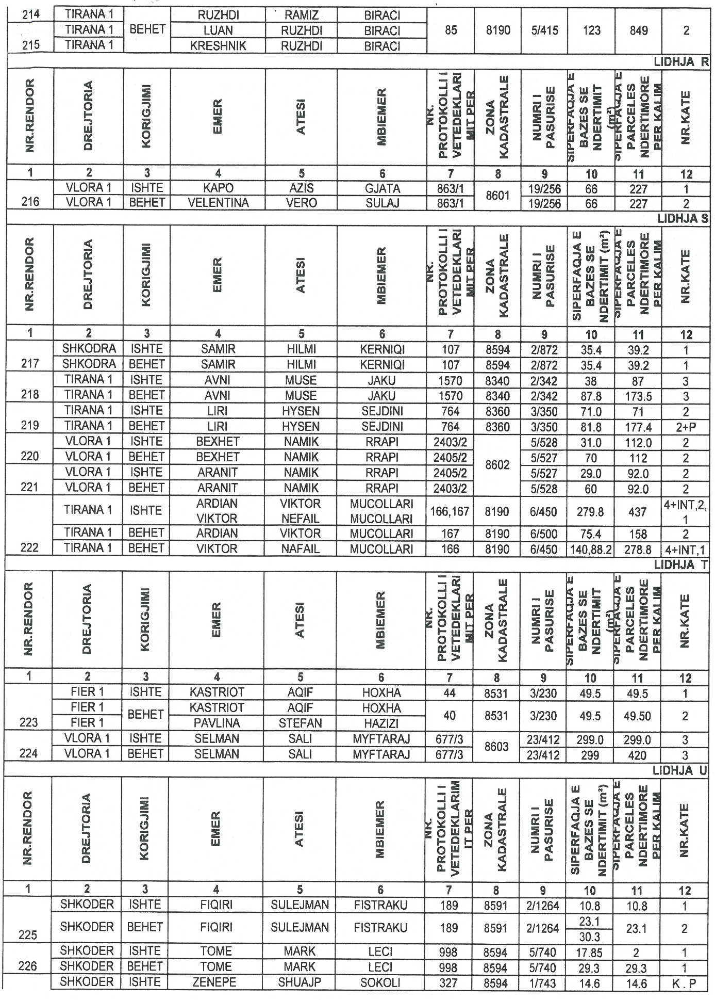 214 TIRANA 1 BEHET RUZHDI RAMIZ BIRACI 85 8190 5/415 123 849 2
TIRANA 1 LUAN RUZHDI BIRACI
215 TIRANA 1 KRESHNIK RUZHDI BIRACI
LIDHJA R
NR.RENDOR DREJTORIA KORIGJIMI EMER ATESI MBIEMER NR. PROTOKOLLI I VETEDEKLARI MIT PER ZONA KADASTRALE NUMRI I PASURISE SIPERFAQJA E BAZES SE NDERTIMIT (m²) SIPERFAQJA E PARCELES NDERTIMORE PER KALIM NR.KATE
1 2 3 4 5 6 7 8 9 10 11 12
VLORA 1 ISHTE KAPO AZIS GJATA 863/1 8601 19/256 66 227 1
216 VLORA 1 BEHET VELENTINA VERO SULAJ 863/1 19/256 66 227 2
LIDHJA S
NR.RENDOR DREJTORIA KORIGJIMI EMER ATESI MBIEMER NR. PROTOKOLLI I VETEDEKLARI MIT PER ZONA KADASTRALE NUMRI I PASURISE SIPERFAQJA E BAZES SE NDERTIMIT (m²) SIPERFAQJA E PARCELES NDERTIMORE PER KALIM NR.KATE
1 2 3 4 5 6 7 8 9 10 11 12
SHKODRA ISHTE SAMIR HILMI KERNIQI 107 8594 2/872 35.4 39.2 1
217 SHKODRA BEHET SAMIR HILMI KERNIQI 107 8594 2/872 35.4 39.2 1
TIRANA 1 ISHTE AVNI MUSE JAKU 1570 8340 2/342 38 87 3
218 TIRANA 1 BEHET AVNI MUSE JAKU 1570 8340 2/342 87.8 173.5 3
TIRANA 1 ISHTE LIRI HYSEN SEJDINI 764 8360 3/350 71.0 71 2
219 TIRANA 1 BEHET LIRI HYSEN SEJDINI 764 8360 3/350 81.8 177.4 2+P
VLORA 1 ISHTE BEXHET NAMIK RRAPI 2403/2 8602 5/528 31.0 112.0 2
220 VLORA 1 BEHET BEXHET NAMIK RRAPI 2405/2 5/527 70 112 2
VLORA 1 ISHTE ARANIT NAMIK RRAPI 2405/2 5/527 29.0 92.0 2
221 VLORA 1 BEHET ARANIT NAMIK RRAPI 2403/2 5/528 60 92.0 2
TIRANA 1 ISHTE ARDIAN VIKTOR MUCOLLARI 166,167 8190 6/450 279.8 437 4+INT,2,
VIKTOR NEFAIL MUCOLLARI 1
TIRANA 1 BEHET ARDIAN VIKTOR MUCOLLARI 167 8190 6/500 75.4 158 2
222 TIRANA 1 BEHET VIKTOR NAFAIL MUCOLLARI 166 8190 6/450 140,88.2 278.8 4+INT,1
LIDHJA T
NR.RENDOR DREJTORIA KORIGJIMI EMER ATESI MBIEMER NR. PROTOKOLLI I VETEDEKLARI MIT PER ZONA KADASTRALE NUMRI I PASURISE SIPERFAQJA E BAZES SE NDERTIMIT (m²) SIPERFAQJA E PARCELES NDERTIMORE PER KALIM NR.KATE
1 2 3 4 5 6 7 8 9 10 11 12
FIER 1 ISHTE KASTRIOT AQIF HOXHA 44 8531 3/230 49.5 49.5 1
FIER 1 BEHET KASTRIOT AQIF HOXHA 40 8531 3/230 49.5 49.50 2
223 FIER 1 PAVLINA STEFAN HAZIZI
VLORA 1 ISHTE SELMAN SALI MYFTARAJ 677/3 8603 23/412 299.0 299.0 3
224 VLORA 1 BEHET SELMAN SALI MYFTARAJ 677/3 23/412 299 420 3
LIDHJA U
NR.RENDOR DREJTORIA KORIGJIMI EMER ATESI MBIEMER NR. PROTOKOLLI I VETEDEKLARIM IT PER ZONA KADASTRALE NUMRI I PASURISE SIPERFAQJA E BAZES SE NDERTIMIT (m²) SIPERFAQJA E PARCELES NDERTIMORE PER KALIM NR.KATE
1 2 3 4 5 6 7 8 9 10 11 12
SHKODER ISHTE FIQIRI SULEJMAN FISTRAKU 189 8591 2/1264 10.8 10.8 1
225 SHKODER BEHET FIQIRI SULEJMAN FISTRAKU 189 8591 2/1264 23.1 23.1 2
30.3
SHKODER ISHTE TOME MARK LECI 998 8594 5/740 17.85 2 1
226 SHKODER BEHET TOME MARK LECI 998 8594 5/740 29.3 29.3 1
SHKODER ISHTE ZENEPE SHUAJP SOKOLI 327 8594 1/743 14.6 14.6 K . P